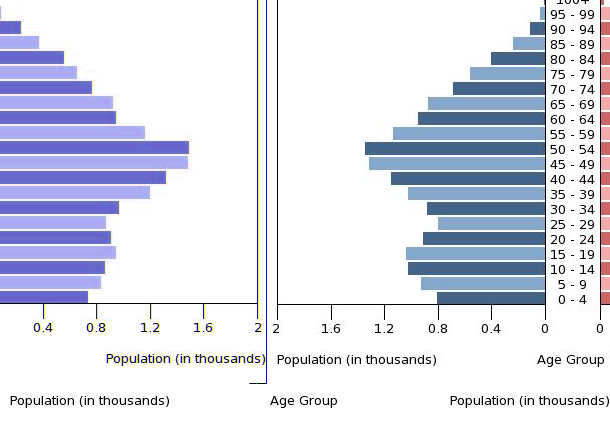 100+
95 - 99
90 - 94
85 - 89
80 - 84
75 - 79
70 - 74
65 - 69
60 - 64
55 - 59
50 - 54
45 - 49
40 - 44
35 - 39
30 - 34
25 - 29
20 - 24
15 - 19
10 - 14
5 - 9
0 - 4
0.4 0.8 1.2 1.6 2 2 1.6 1.2 0.8 0.4 0 0
Population (in thousands) Population (in thousands) Age Group
Population (in thousands) Age Group Population (in thousands)